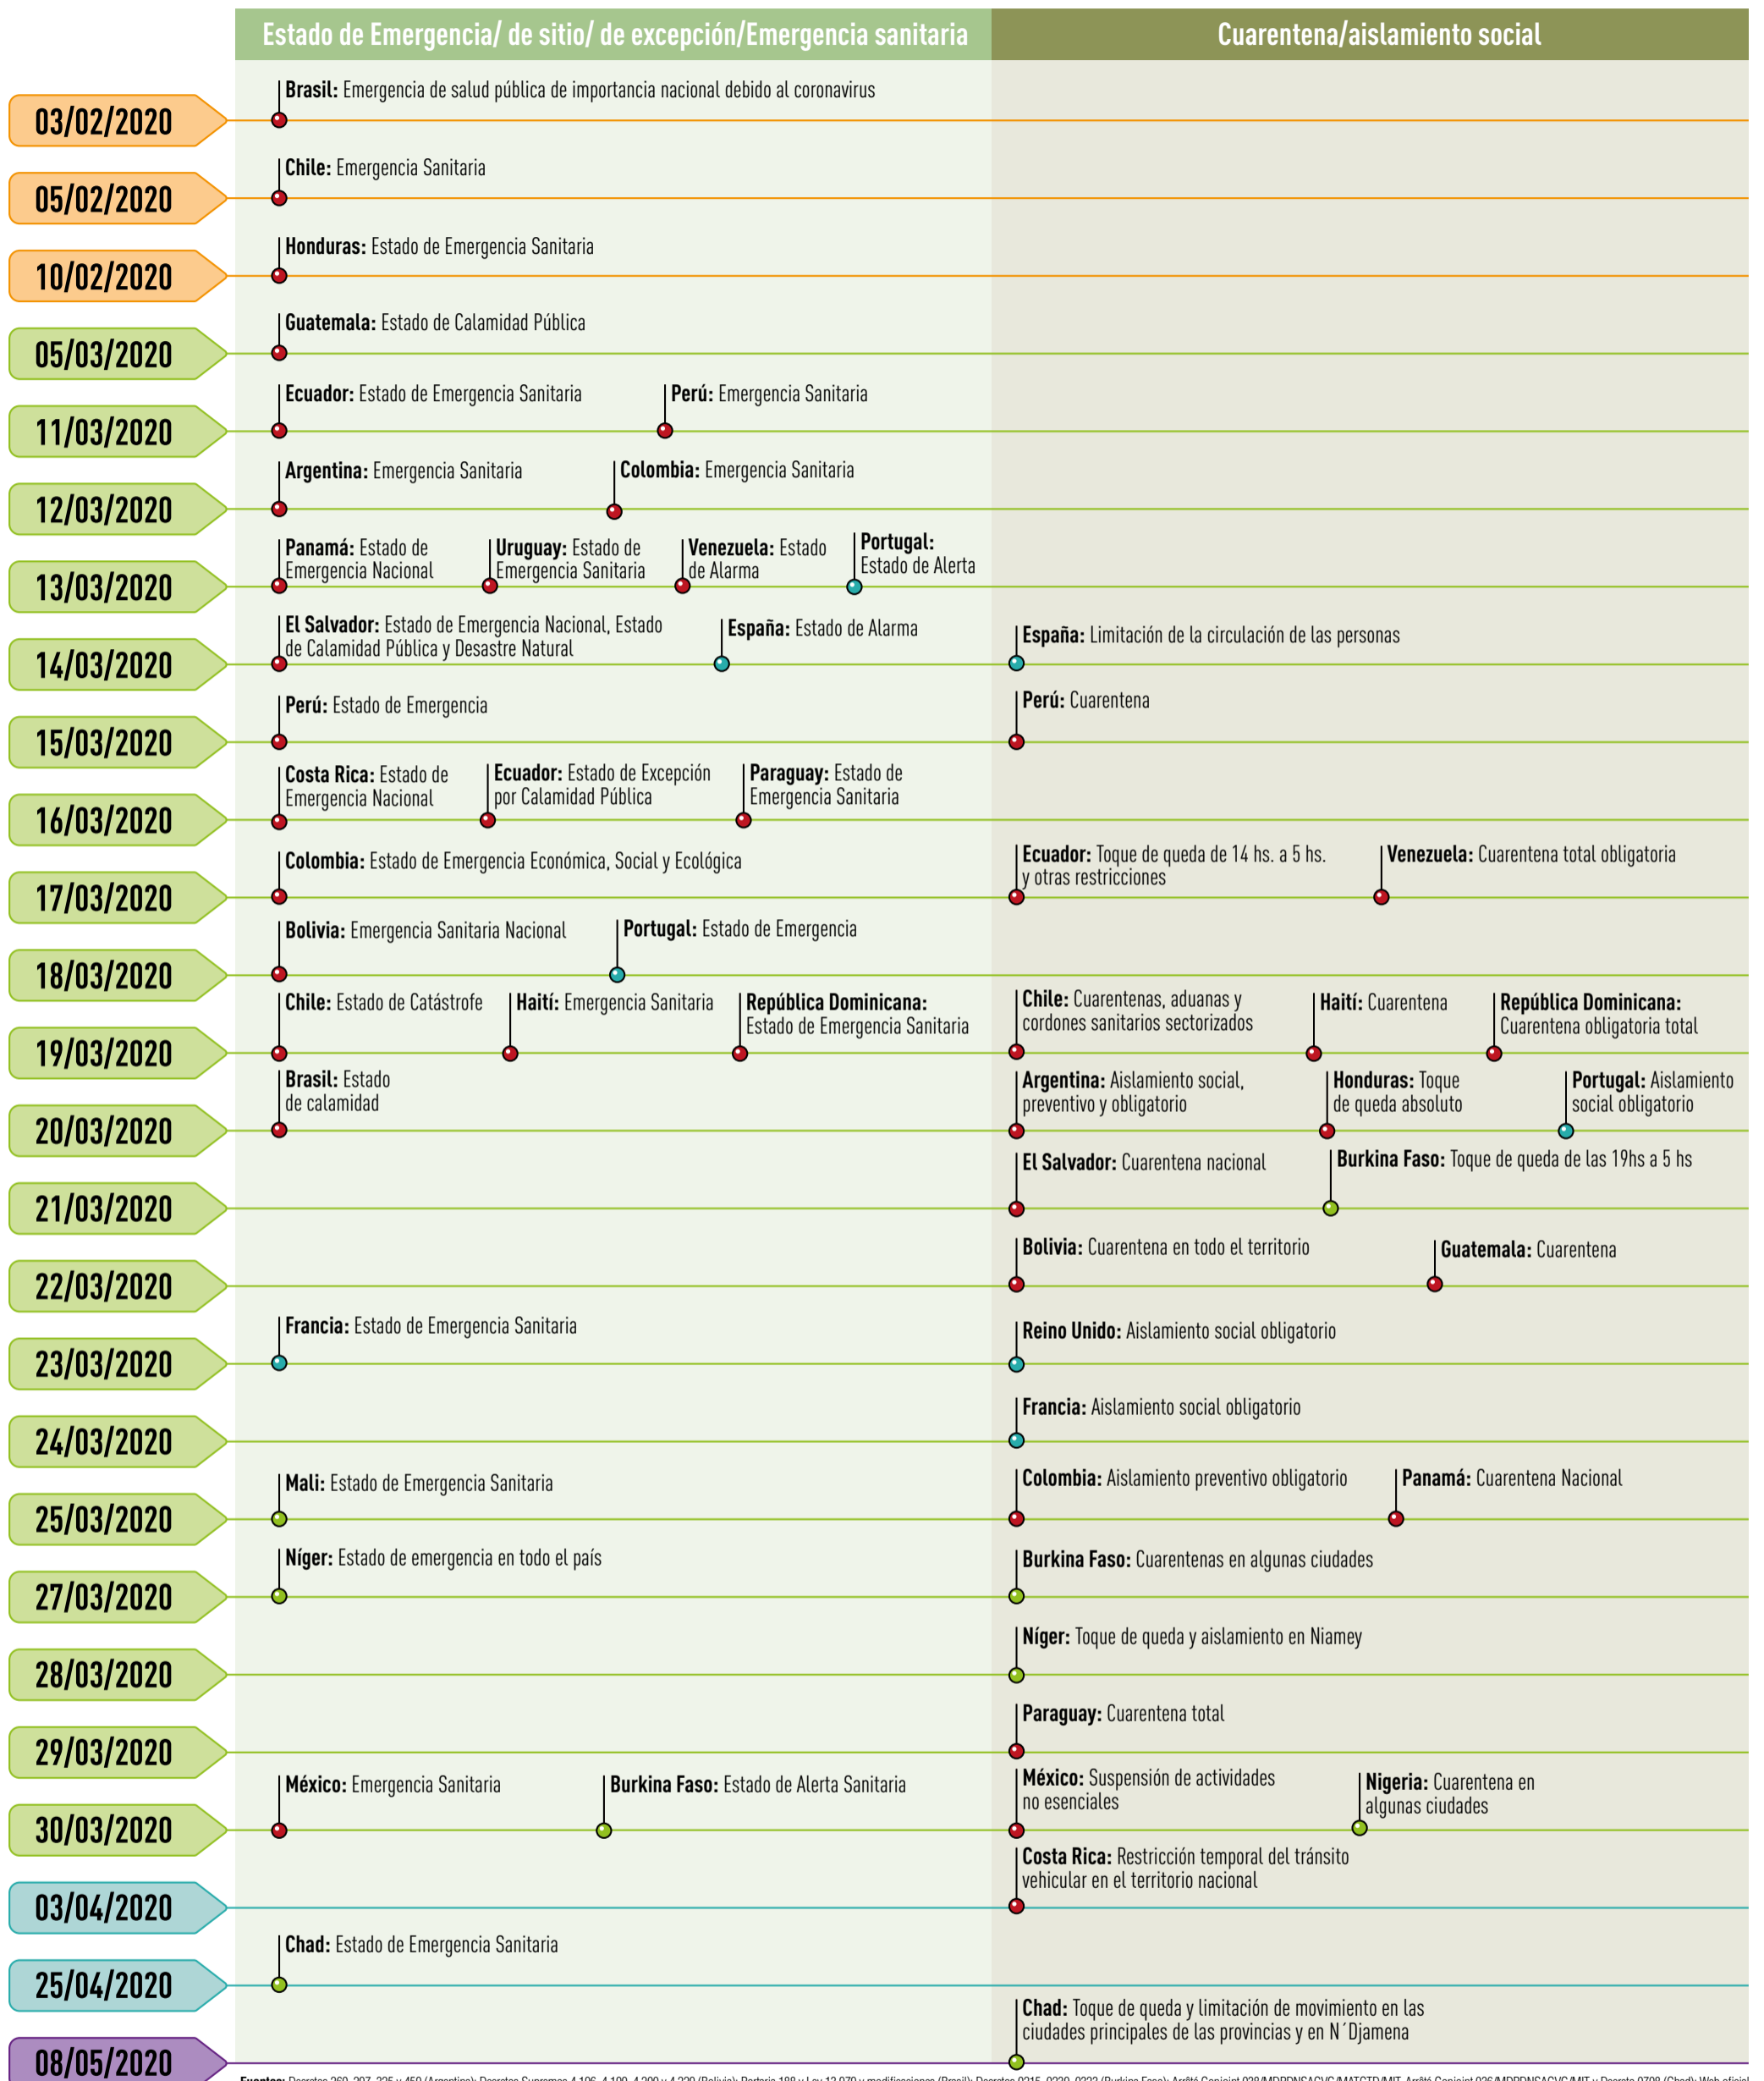 Estado de Emergencia/ de sitio/ de excepción/Emergencia sanitaria
Cuarentena/aislamiento social
03/02/2020
Brasil: Emergencia de salud pública de importancia nacional debido al coronavirus
05/02/2020
Chile: Emergencia Sanitaria
10/02/2020
Honduras: Estado de Emergencia Sanitaria
05/03/2020
Guatemala: Estado de Calamidad Pública
11/03/2020
Ecuador: Estado de Emergencia Sanitaria
Perú: Emergencia Sanitaria
12/03/2020
Argentina: Emergencia Sanitaria
Colombia: Emergencia Sanitaria
13/03/2020
Panamá: Estado de
Emergencia Nacional
Uruguay: Estado de
Emergencia Sanitaria
Venezuela: Estado
de Alarma
Portugal:
Estado de Alerta
14/03/2020
El Salvador: Estado de Emergencia Nacional, Estado
de Calamidad Pública y Desastre Natural
España: Estado de Alarma
España: Limitación de la circulación de las personas
15/03/2020
Perú: Estado de Emergencia
Perú: Cuarentena
16/03/2020
Costa Rica: Estado de
Emergencia Nacional
Ecuador: Estado de Excepción
por Calamidad Pública
Paraguay: Estado de
Emergencia Sanitaria
17/03/2020
Colombia: Estado de Emergencia Económica, Social y Ecológica
Ecuador: Toque de queda de 14 hs. a 5 hs.
y otras restricciones
Venezuela: Cuarentena total obligatoria
18/03/2020
Bolivia: Emergencia Sanitaria Nacional
Portugal: Estado de Emergencia
19/03/2020
Chile: Estado de Catástrofe
Haití: Emergencia Sanitaria
República Dominicana:
Estado de Emergencia Sanitaria
Chile: Cuarentenas, aduanas y
cordones sanitarios sectorizados
Haití: Cuarentena
República Dominicana:
Cuarentena obligatoria total
20/03/2020
Brasil: Estado
de calamidad
Argentina: Aislamiento social,
preventivo y obligatorio
Honduras: Toque
de queda absoluto
Portugal: Aislamiento
social obligatorio
21/03/2020
El Salvador: Cuarentena nacional
Burkina Faso: Toque de queda de las 19hs a 5 hs
22/03/2020
Bolivia: Cuarentena en todo el territorio
Guatemala: Cuarentena
23/03/2020
Francia: Estado de Emergencia Sanitaria
Reino Unido: Aislamiento social obligatorio
24/03/2020
Francia: Aislamiento social obligatorio
25/03/2020
Mali: Estado de Emergencia Sanitaria
Colombia: Aislamiento preventivo obligatorio
Panamá: Cuarentena Nacional
27/03/2020
Níger: Estado de emergencia en todo el país
Burkina Faso: Cuarentenas en algunas ciudades
28/03/2020
Níger: Toque de queda y aislamiento en Niamey
29/03/2020
Paraguay: Cuarentena total
30/03/2020
México: Emergencia Sanitaria
Burkina Faso: Estado de Alerta Sanitaria
México: Suspensión de actividades
no esenciales
Nigeria: Cuarentena en
algunas ciudades
03/04/2020
Costa Rica: Restricción temporal del tránsito
vehicular en el territorio nacional
25/04/2020
Chad: Estado de Emergencia Sanitaria
08/05/2020
Chad: Toque de queda y limitación de movimiento en las
ciudades principales de las provincias y en N´Djamena